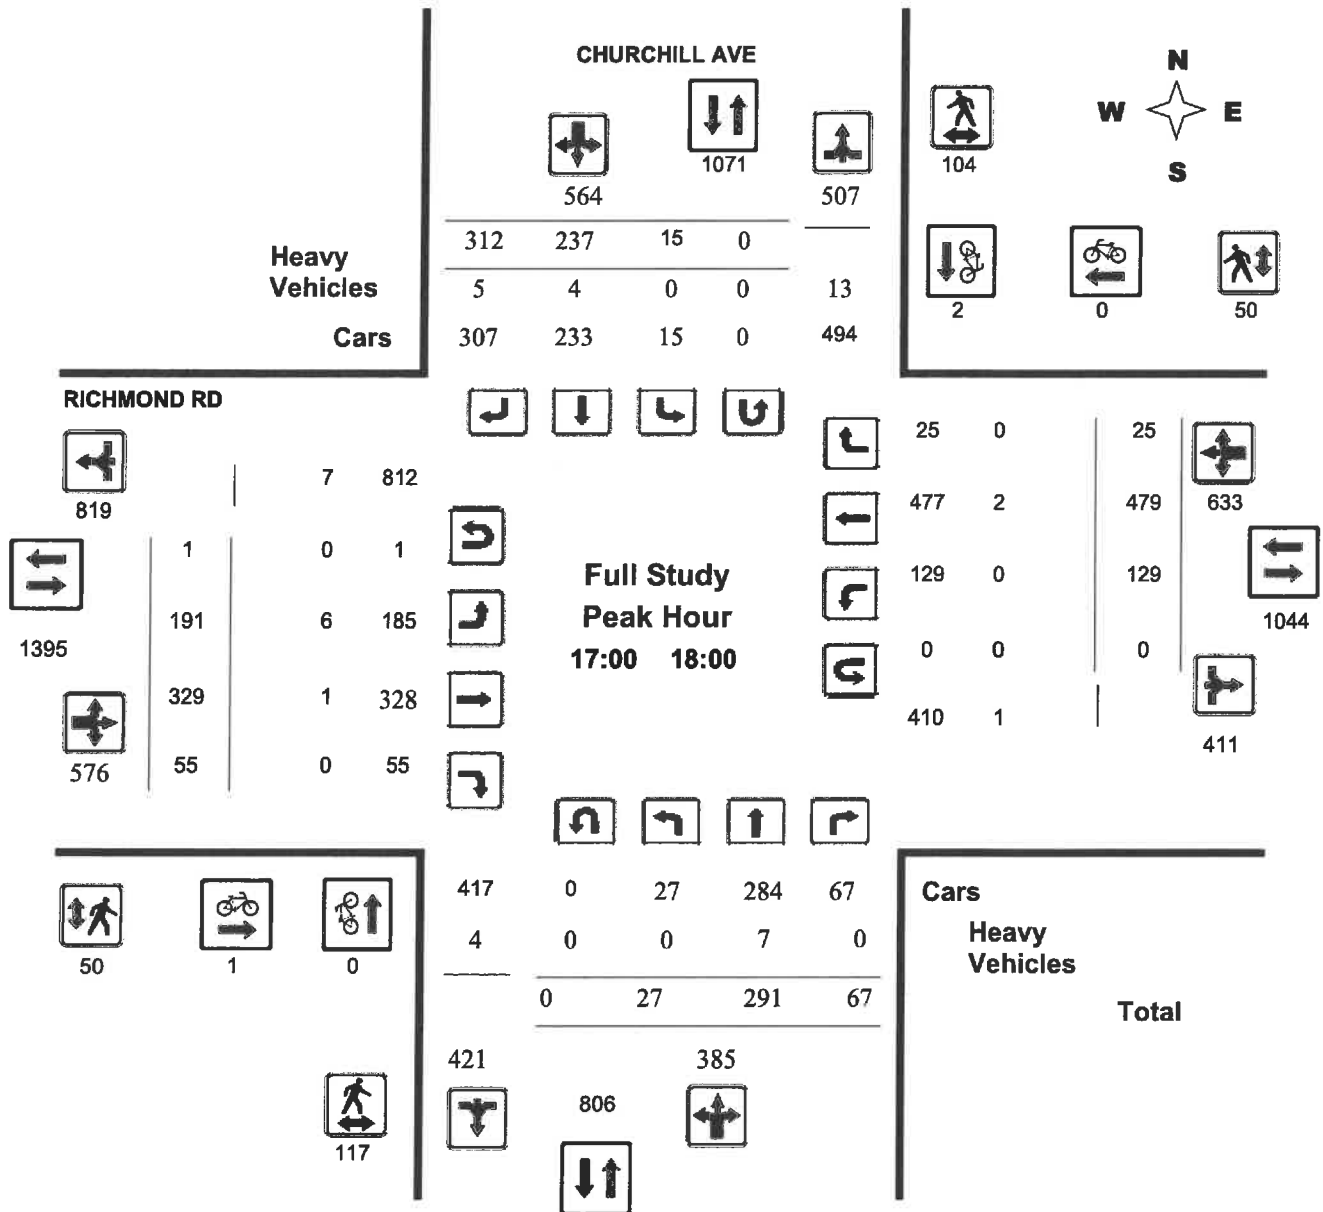 CHURCHILL AVE
N
W E
S
1071
104
564
507
312 237 15 0
Heavy
Vehicles
5 4 0 0 13
2 0 50
Cars
307 233 15 0 494
RICHMOND RD
25 0 25
7 812
819
477 2 479 633
1 0 1
Full Study
129 0 129
191 6 185
Peak Hour
1044
1395
17:00 18:00
0 0 0
329 1 328
410 1
411
576 55 0 55
417 0 27 284 67
Cars
4 0 0 7 0
Heavy
Vehicles
50 1 0
0 27 291 67
Total
421 385
806
117